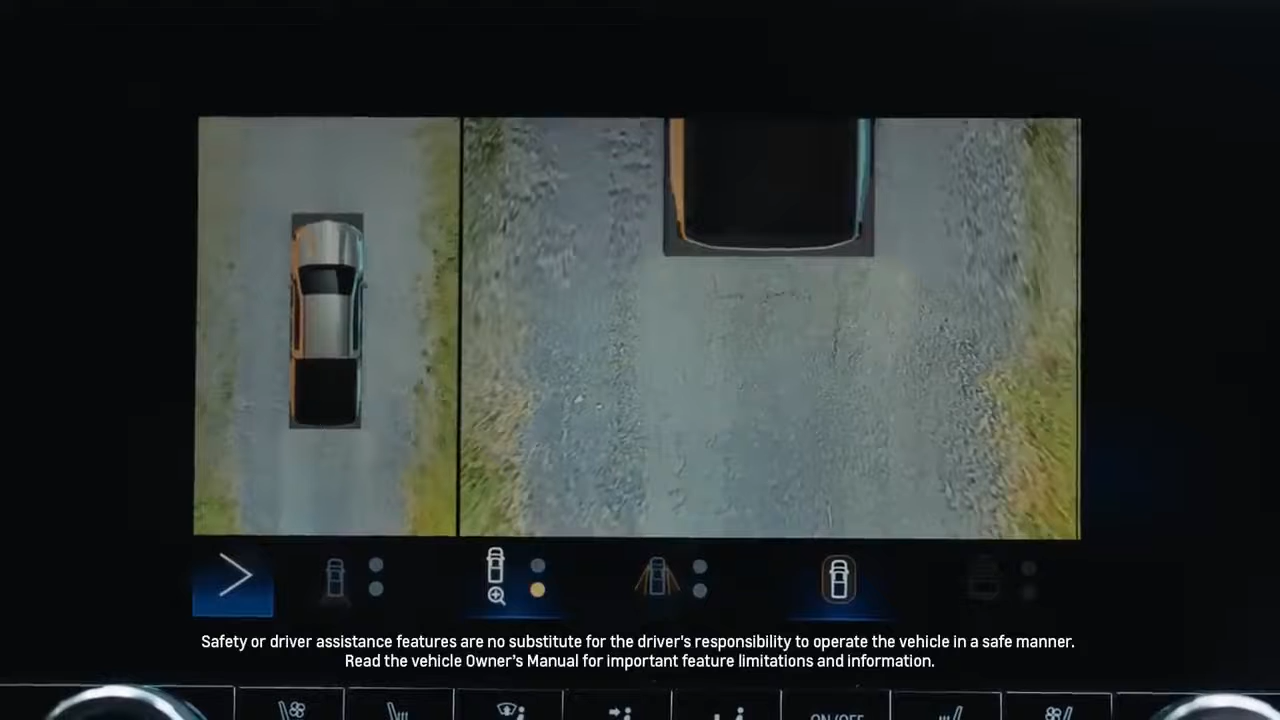 Safety or driver assistance features are no substitute for the driver's responsibility to operate the vehicle in a safe manner.
Read the vehicle Owner's Manual for important feature limitations and information.
ON/OFF